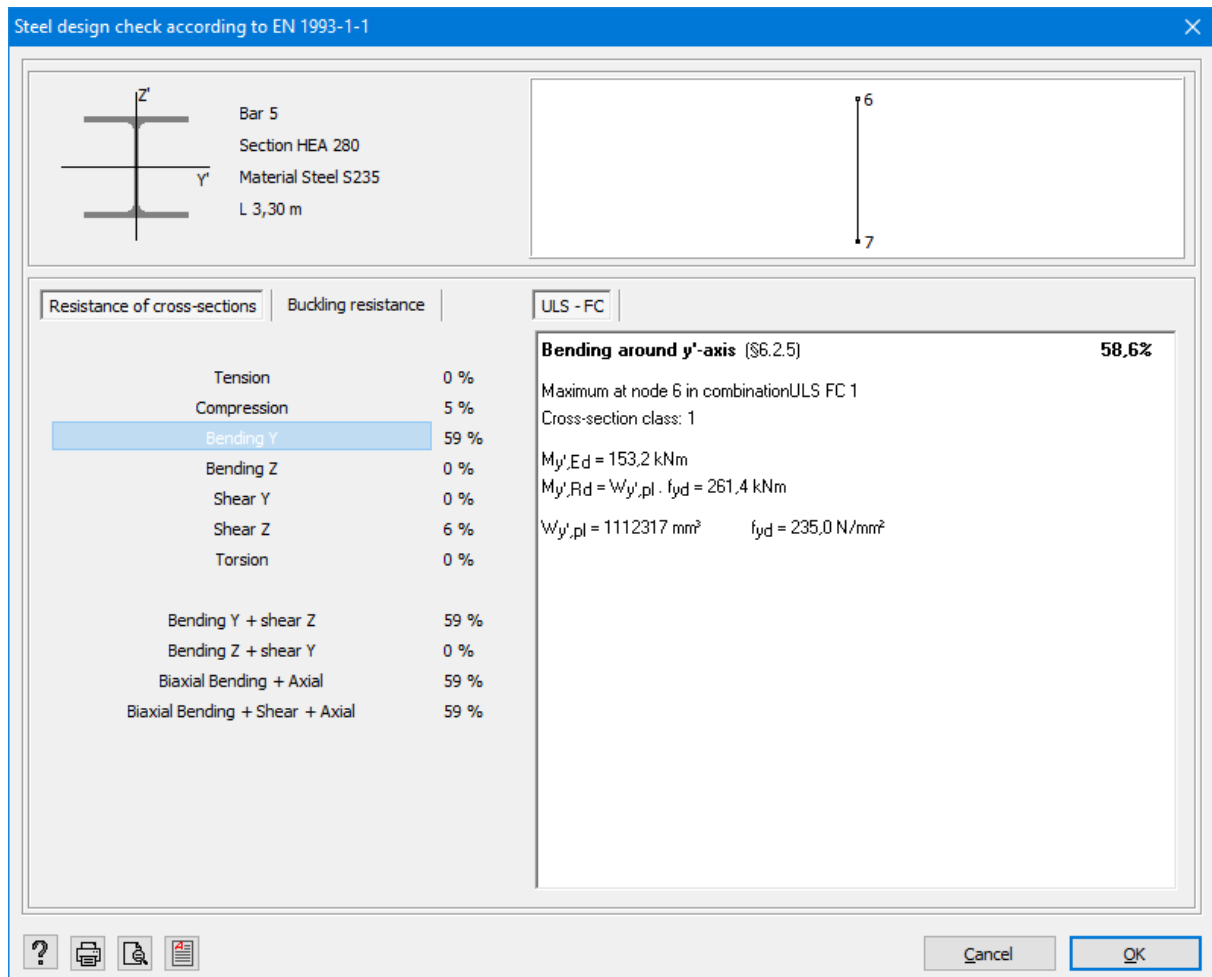 Steel design check according to EN 1993-1-1
Z'
Y'
Bar 5
Section HEA 280
Material Steel S235
L 3,30 m
6
7
Resistance of cross-sections
Buckling resistance
Tension 0 %
Compression 5 %
Bending Y 59 %
Bending Z 0 %
Shear Y 0 %
Shear Z 6 %
Torsion 0 %
Bending Y + shear Z 59 %
Bending Z + shear Y 0 %
Biaxial Bending + Axial 59 %
Biaxial Bending + Shear + Axial 59 %
ULS - FC
Bending around y'-axis (§6.2.5) 58,6%
Maximum at node 6 in combinationULS FC 1
Cross-section class: 1
My',Ed = 153,2 kNm
My',Rd = Wy',pl . fyd = 261,4 kNm
Wy',pl = 1112317 mm³ fyd = 235,0 N/mm²
?
Cancel
OK